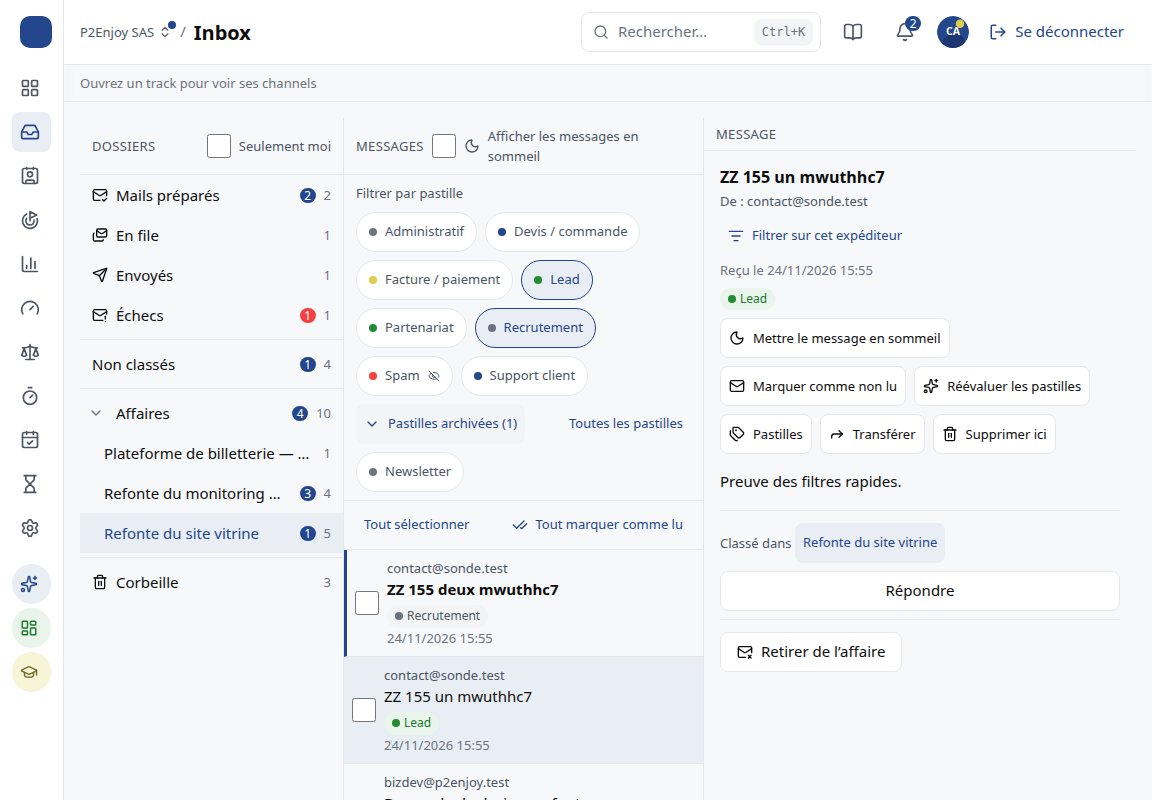 P2Enjoy SAS / Inbox
Rechercher... Ctrl+K
2
CA
Se déconnecter
Ouvrez un track pour voir ses channels
DOSSIERS Seulement moi
Mails préparés 2 2
En file 1
Envoyés 1
Échecs 1 1
Non classés 1 4
Affaires 4 10
Plateforme de billetterie — ... 1
Refonte du monitoring ... 3 4
Refonte du site vitrine 1 5
Corbeille 3
MESSAGES
Afficher les messages en
sommeil
Filtrer par pastille
Administratif Devis / commande
Facture / paiement Lead
Partenariat Recrutement
Spam Support client
Pastilles archivées (1) Toutes les pastilles
Newsletter
Tout sélectionner Tout marquer comme lu
contact@sonde.test
ZZ 155 deux mwuthhc7
Recrutement
24/11/2026 15:55
contact@sonde.test
ZZ 155 un mwuthhc7
Lead
24/11/2026 15:55
bizdev@p2enjoy.test
MESSAGE
ZZ 155 un mwuthhc7
De : contact@sonde.test
Filtrer sur cet expéditeur
Reçu le 24/11/2026 15:55
Lead
Mettre le message en sommeil
Marquer comme non lu Réévaluer les pastilles
Pastilles Transférer Supprimer ici
Preuve des filtres rapides.
Classé dans Refonte du site vitrine
Répondre
Retirer de l’affaire